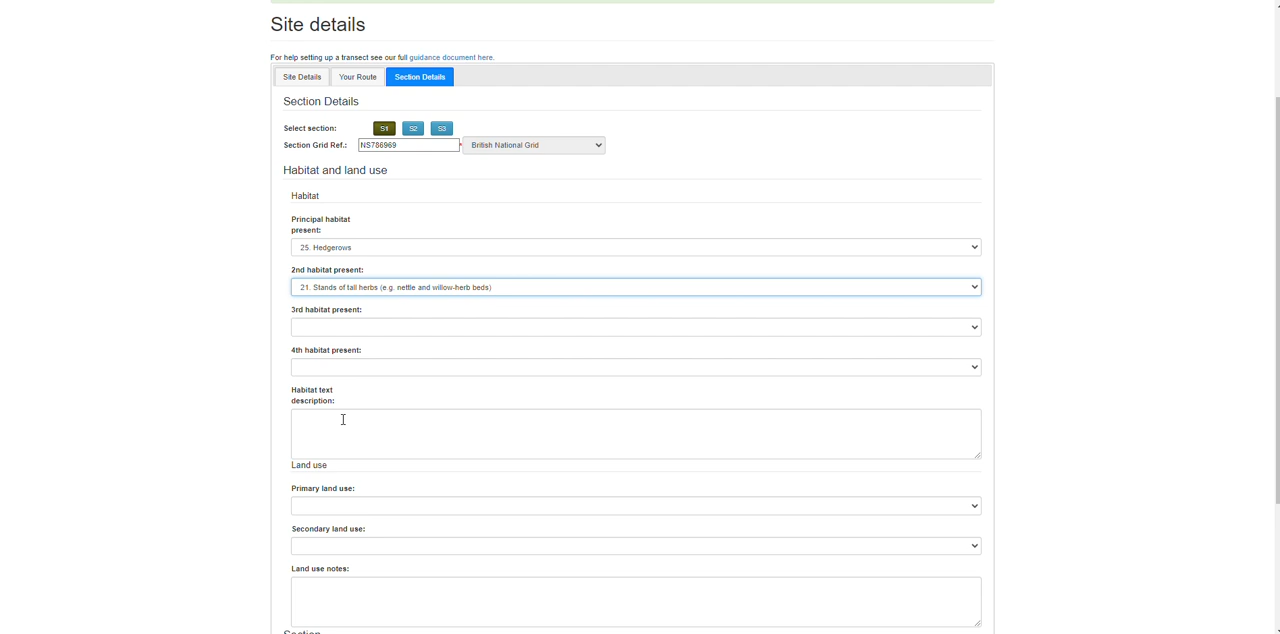 Site details
For help setting up a transect see our full guidance document here.
Site Details Your Route Section Details
Section Details
Select section: S1 S2 S3
Section Grid Ref.: NS786969 * British National Grid
Habitat and land use
Habitat
Principal habitat
present:
25. Hedgerows
2nd habitat present:
21. Stands of tall herbs (e.g. nettle and willow-herb beds)
3rd habitat present:
4th habitat present:
Habitat text
description:
Land use
Primary land use:
Secondary land use:
Land use notes:
Section